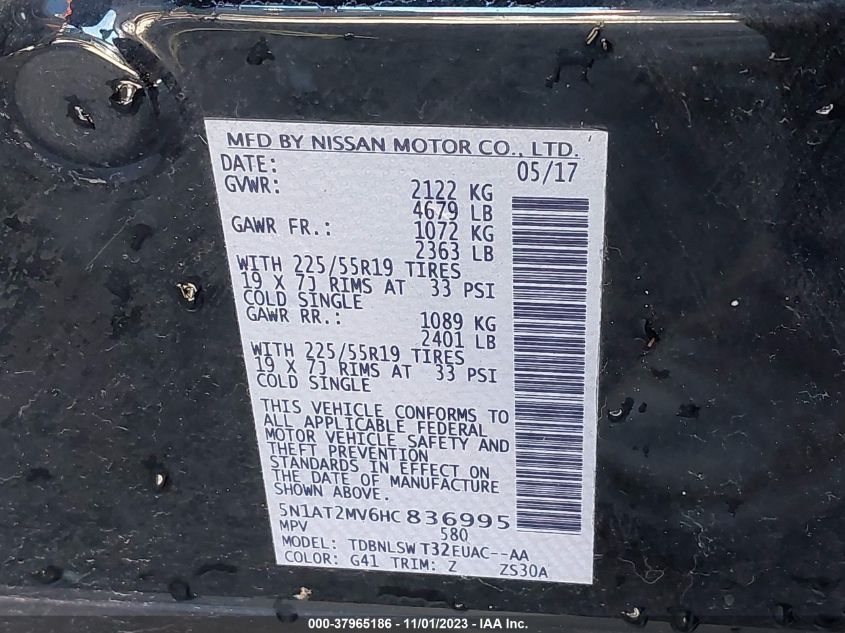 MFD BY NISSAN MOTOR CO., LTD.
DATE: 05/17
GVWR: 2122 KG
4679 LB
GAWR FR.: 1072 KG
2363 LB
WITH 225/55R19 TIRES
19 X 7J RIMS AT 33 PSI
COLD SINGLE
GAWR RR.: 1089 KG
2401 LB
WITH 225/55R19 TIRES
19 X 7J RIMS AT 33 PSI
COLD SINGLE
THIS VEHICLE CONFORMS TO
ALL APPLICABLE FEDERAL
MOTOR VEHICLE SAFETY AND
THEFT PREVENTION
STANDARDS IN EFFECT ON
THE DATE OF MANUFACTURE
SHOWN ABOVE.
5N1AT2MV6HC836995
MPV 580
MODEL: TDBNLSW T32EUAC--AA
COLOR: G41 TRIM: Z ZS30A
000-37965186 - 11/01/2023 - IAA Inc.